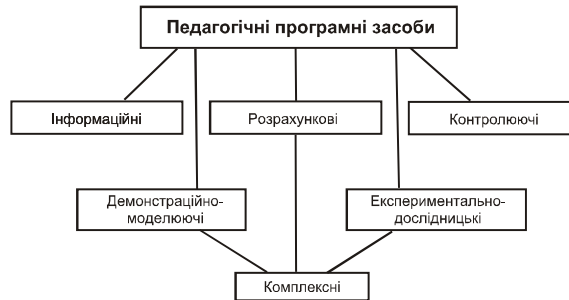 Педагогічні програмні засоби
Інформаційні
Розрахункові
Контролюючі
Демонстраційно-
моделюючі
Експериментально-
дослідницькі
Комплексні